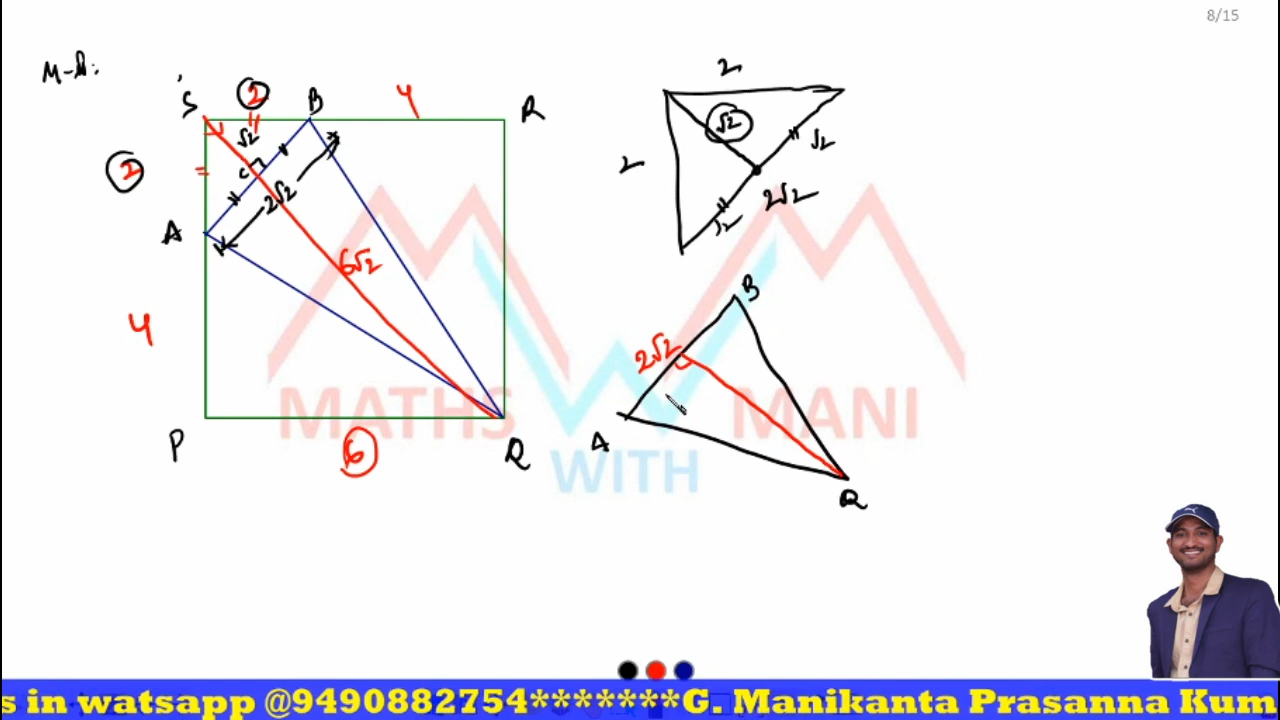 8/15
M-II:
S 2 B 4 R
√2
2
C
2√2
A
6√2
4
P 6 Q
2
√2
√2
2
2√2
√2
B
2√2
A
Q
MATHS MANI
WITH
s in watsapp @9490882754*******G. Manikanta Prasanna Kum